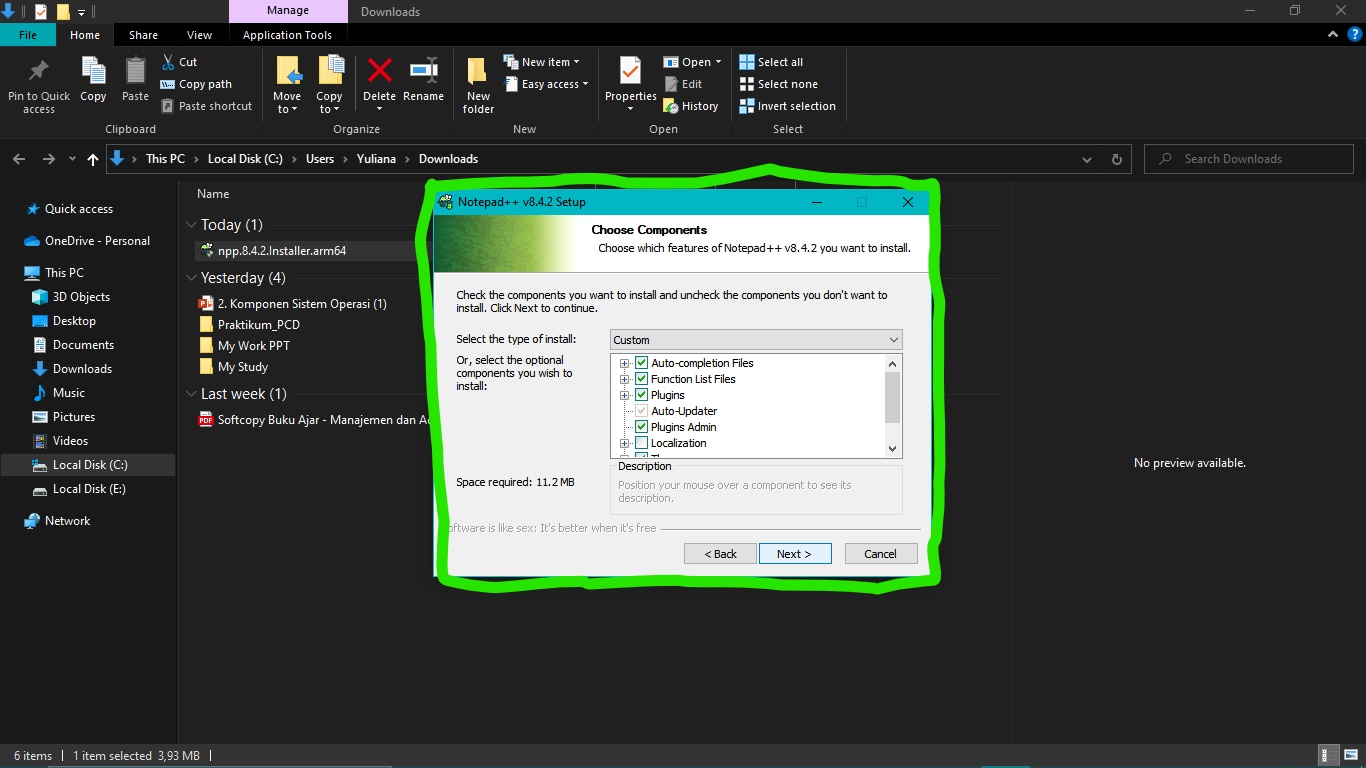 Manage
Downloads
File
Home
Share
View
Application Tools
Pin to Quick access
Copy
Paste
Cut
Copy path
Paste shortcut
Clipboard
Move to
Copy to
Delete
Rename
Organize
New folder
New item
Easy access
New
Properties
Open
Edit
History
Open
Select all
Select none
Invert selection
Select
This PC > Local Disk (C:) > Users > Yuliana > Downloads
Search Downloads
Quick access
OneDrive - Personal
This PC
3D Objects
Desktop
Documents
Downloads
Music
Pictures
Videos
Local Disk (C:)
Local Disk (E:)
Network
Name
Today (1)
npp.8.4.2.Installer.arm64
Yesterday (4)
2. Komponen Sistem Operasi (1)
Praktikum_PCD
My Work PPT
My Study
Last week (1)
PDF
Softcopy Buku Ajar - Manajemen dan
Notepad++ v8.4.2 Setup
Choose Components
Choose which features of Notepad++ v8.4.2 you want to install.
Check the components you want to install and uncheck the components you don't want to
install. Click Next to continue.
Select the type of install:
Custom
Or, select the optional
components you wish to
install:
Auto-completion Files
Function List Files
Plugins
Auto-Updater
Plugins Admin
Localization
Space required: 11.2 MB
Description
Position your mouse over a component to see its
description.
is like sex: It's better when it's free
< Back
Next >
Cancel
No preview available.
6 items
1 item selected 3,93 MB